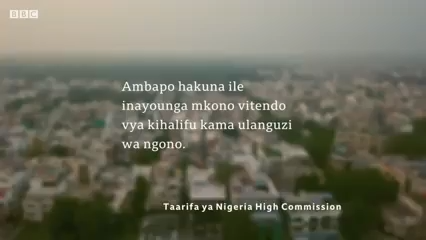 BBC
Ambapo hakuna ile
inayounga mkono vitendo
vya kihalifu kama ulanguzi
wa ngono.
Taarifa ya Nigeria High Commission